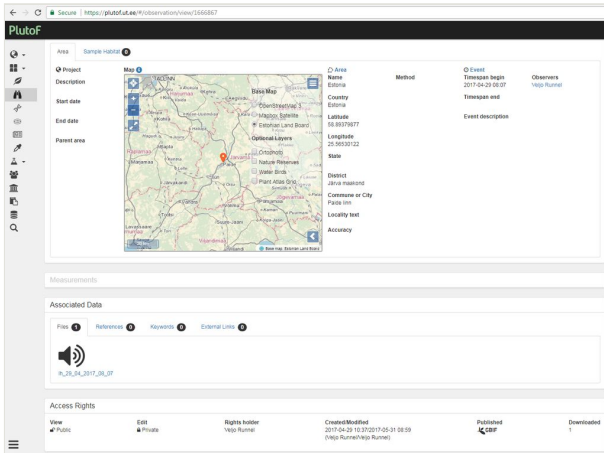 Secure | https://plutof.ut.ee/#/observation/view/1666867
PlutoF
Area
Sample Habitat 0
Project
Description
Start date
End date
Parent area
Map
TALLINN
Base Map
OpenStreetMap
Mapbox Satellite
Estonian Land Board
Optional Layers
Ortophoto
Nature Reserves
Water Birds
Plant Atlas Grid
Base map: Estonian Land Board
Area
Name
Estonia
Method
Country
Estonia
Latitude
58.89379677
Longitude
25.56530122
State
District
Järva maakond
Commune or City
Paide linn
Locality text
Accuracy
Event
Timespan begin
2017-04-29 08:07
Observers
Veljo Runnel
Timespan end
Event description
Measurements
Associated Data
Files 1
References 0
Keywords 0
External Links 0
lh_29_04_2017_08_07
Access Rights
View
Public
Edit
Private
Rights holder
Veljo Runnel
Created/Modified
2017-04-29 10:37/2017-05-31 08:59
(Veljo Runnel/Veljo Runnel)
Published
GBIF
Downloaded
1